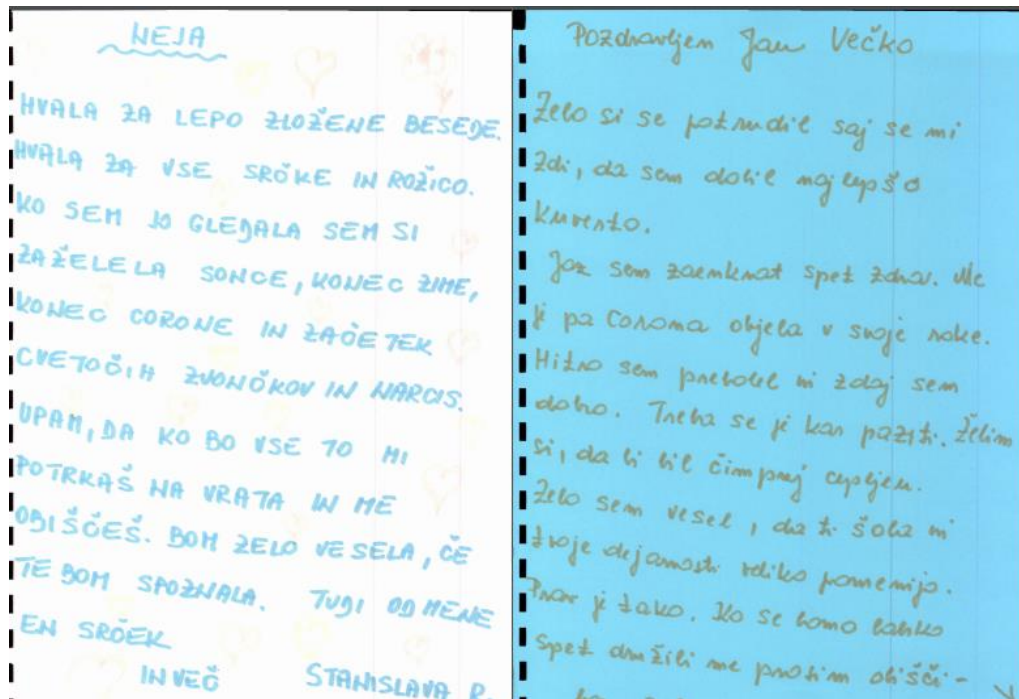 NEJA
HVALA ZA LEPO ZLOŽENE BESEDE.
HVALA ZA VSE SRČKE IN ROŽICO.
KO SEM JO GLEDALA SEM SI
ZAŽELELA SONCE, KONEC ZIME,
KONEC CORONE IN ZAČETEK
CVETOČIH ZVONČKOV IN NARCIS.
UPAM, DA KO BO VSE TO MI
POTRKAŠ NA VRATA IN ME
OBIŠČEŠ. BOM ZELO VESELA, ČE
TE BOM SPOZNALA. TUDI OD MENE
EN SRČEK
IN VEČ STANISLAVA R.
Pozdravljen Jan Večko
Zelo si se potrudil saj se mi
zdi, da sem dobil najlepšo
kuverto.
Jaz sem zaenkrat spet zdrav. Me
je pa Corona objela v svoje roke.
Hitro sem prebolel in zdaj sem
dobro. Treba se je kar paziti. Želim
si, da bi bil čimprej cepljen.
Zelo sem vesel, da ti šola in
tvoje dejavnosti veliko pomenijo.
Prav je tako. Ko se bomo lahko
spet družili me prosim obišči-